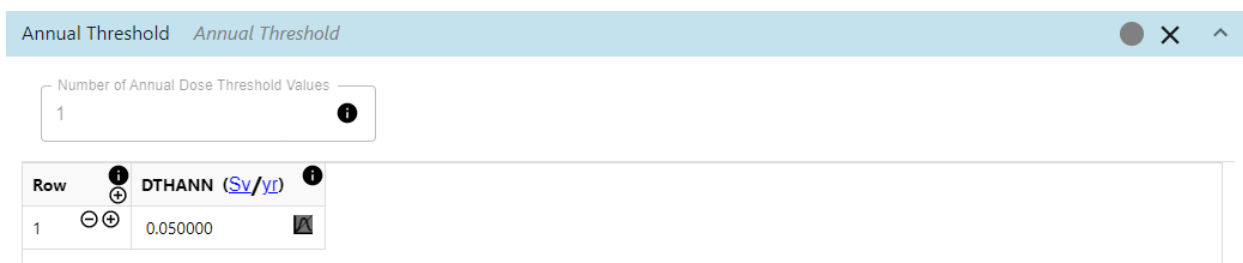 Annual Threshold Annual Threshold
Number of Annual Dose Threshold Values
1
Row DTHANN (Sv/yr)
1 0.050000